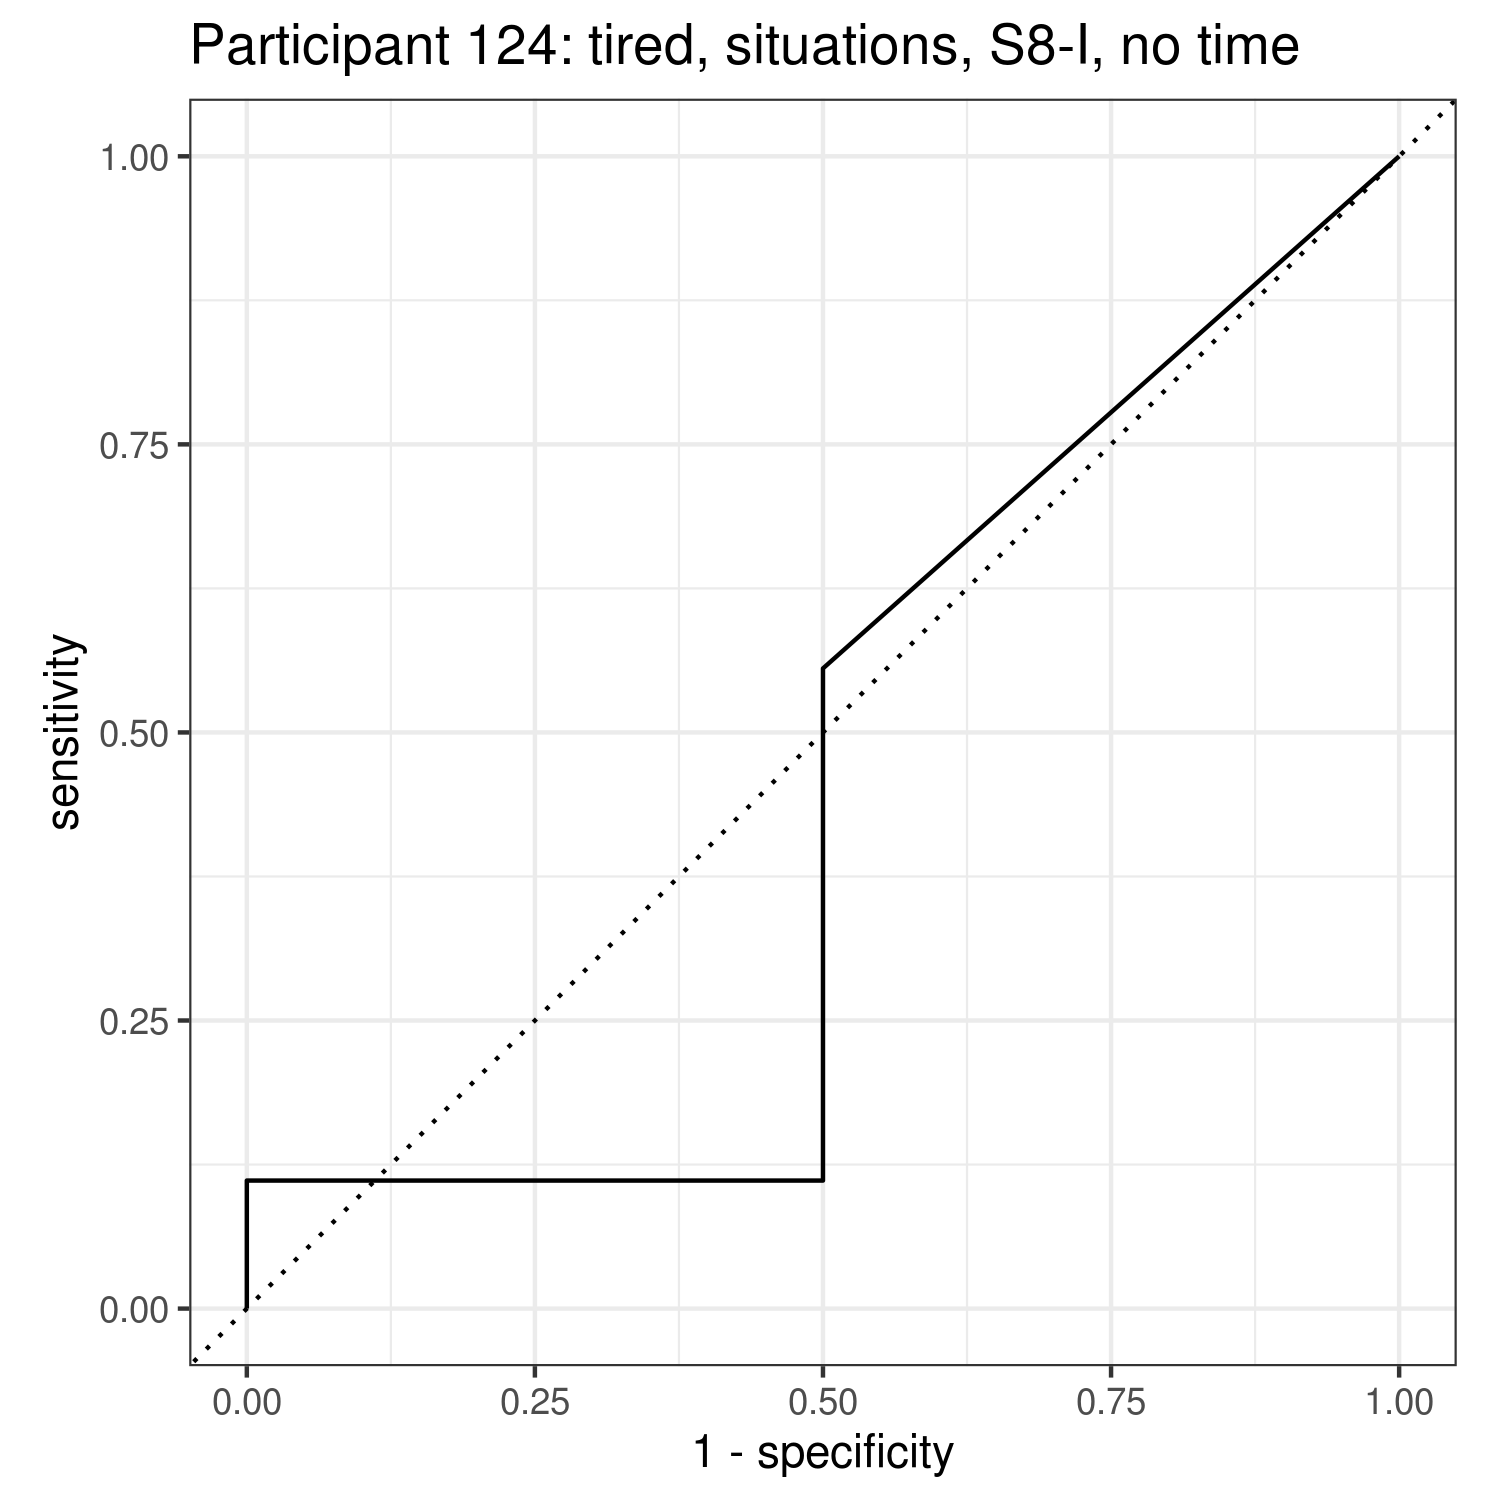 Participant 124: tired, situations, S8-I, no time
1.00
0.75
0.50
0.25
0.00
sensitivity
0.00 0.25 0.50 0.75 1.00
1 - specificity